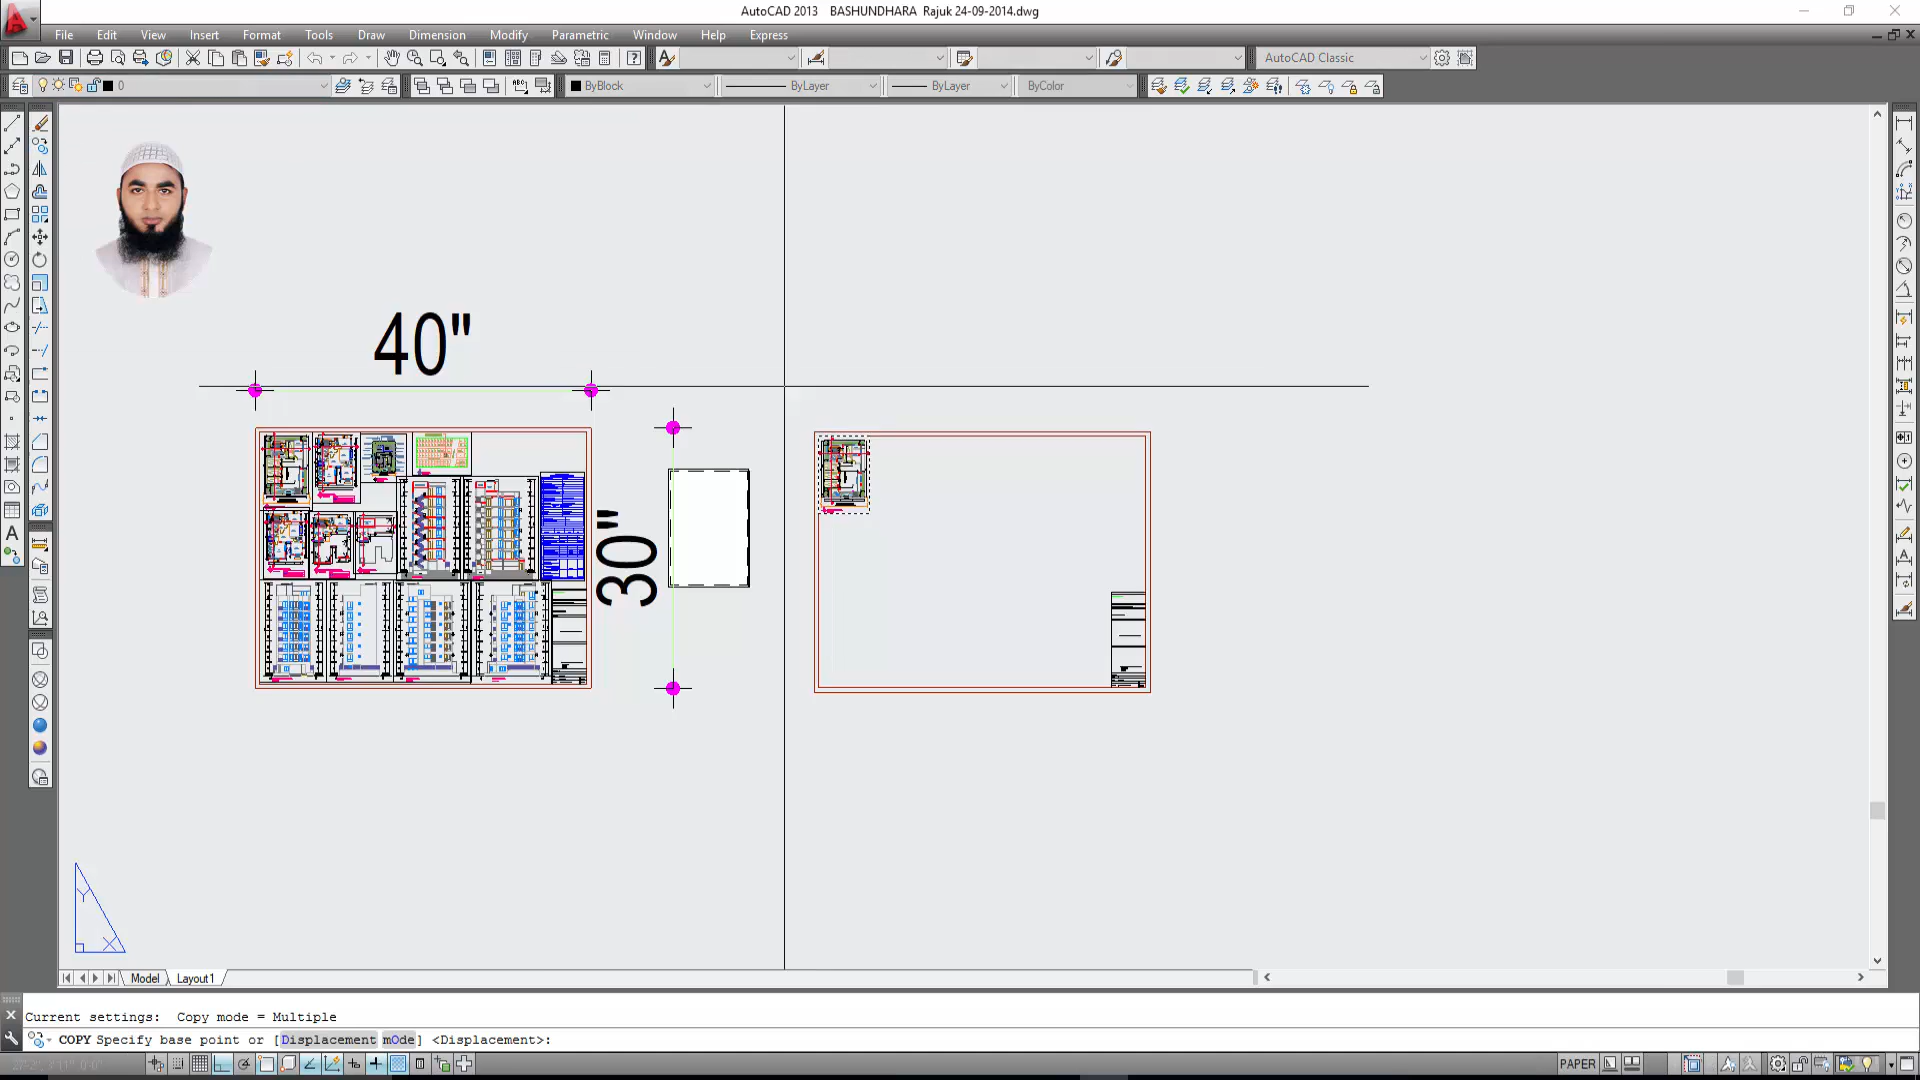 AutoCAD 2013 BASHUNDHARA Rajuk 24-09-2014.dwg
File Edit View Insert Format Tools Draw Dimension Modify Parametric Window Help Express
AutoCAD Classic
0 ByBlock ByLayer ByLayer ByColor
40"
30"
Y
X
Model Layout1
Current settings: Copy mode = Multiple
COPY Specify base point or [Displacement mOde] <Displacement>:
PAPER